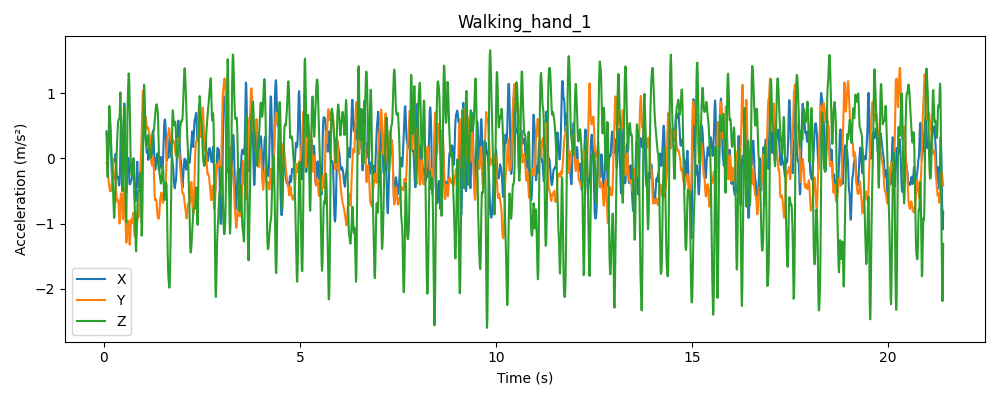 Walking_hand_1
Acceleration (m/s²)
1
0
−1
−2
X
Y
Z
0
5
10
15
20
Time (s)